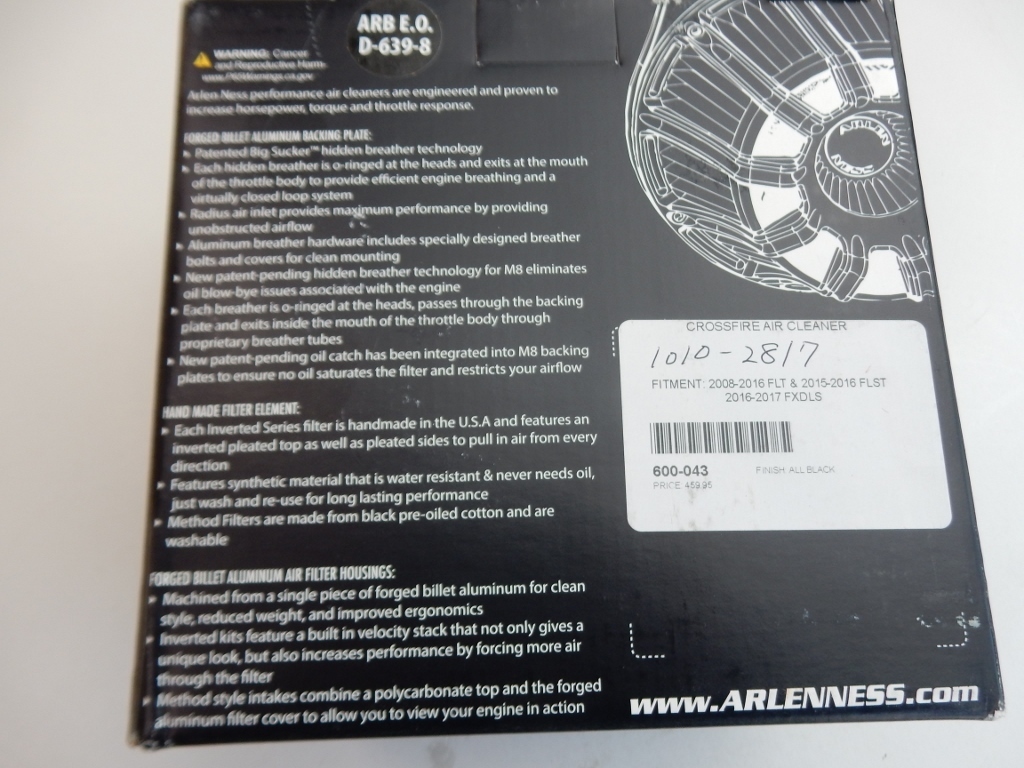 ARB E.O.
D-639-8
WARNING: Cancer
and Reproductive Harm-
www.P65Warnings.ca.gov
Arlen Ness performance air cleaners are engineered and proven to
increase horsepower, torque and throttle response.
FORGED BILLET ALUMINUM BACKING PLATE:
Patented Big Sucker™ hidden breather technology
Each hidden breather is o-ringed at the heads and exits at the mouth
of the throttle body to provide efficient engine breathing and a
virtually closed loop system
Radius air inlet provides maximum performance by providing
unobstructed airflow
Aluminum breather hardware includes specially designed breather
bolts and covers for clean mounting
New patent-pending hidden breather technology for M8 eliminates
oil blow-bye issues associated with the engine
Each breather is o-ringed at the heads, passes through the backing
plate and exits inside the mouth of the throttle body through
proprietary breather tubes
New patent-pending oil catch has been integrated into M8 backing
plates to ensure no oil saturates the filter and restricts your airflow
HAND MADE FILTER ELEMENT:
Each Inverted Series filter is handmade in the U.S.A and features an
inverted pleated top as well as pleated sides to pull in air from every
direction
Features synthetic material that is water resistant & never needs oil,
just wash and re-use for long lasting performance
Method Filters are made from black pre-oiled cotton and are
washable
FORGED BILLET ALUMINUM AIR FILTER HOUSINGS:
Machined from a single piece of forged billet aluminum for clean
style, reduced weight, and improved ergonomics
Inverted kits feature a built in velocity stack that not only gives a
unique look, but also increases performance by forcing more air
through the filter
Method style intakes combine a polycarbonate top and the forged
aluminum filter cover to allow you to view your engine in action
ARLEN
NESS
CROSSFIRE AIR CLEANER
1010-2817
FITMENT: 2008-2016 FLT & 2015-2016 FLST
2016-2017 FXDLS
600-043 FINISH: ALL BLACK
PRICE: 459.95
www.ARLENNESS.com